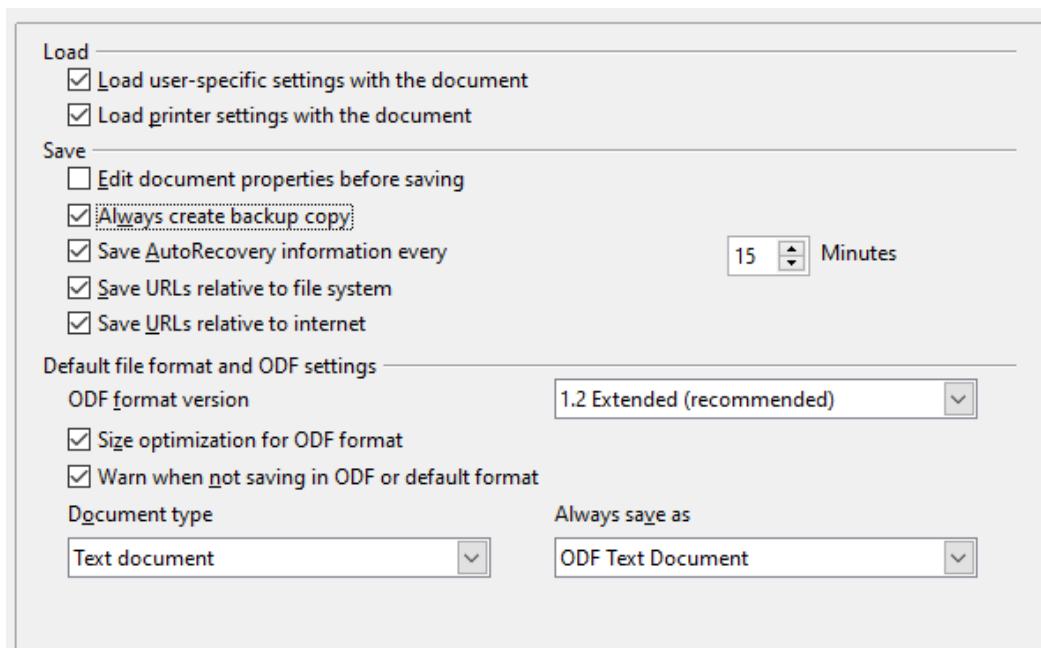 Load
Load user-specific settings with the document
Load printer settings with the document
Save
Edit document properties before saving
Always create backup copy
Save AutoRecovery information every 15 Minutes
Save URLs relative to file system
Save URLs relative to internet
Default file format and ODF settings
ODF format version 1.2 Extended (recommended)
Size optimization for ODF format
Warn when not saving in ODF or default format
Document type Always save as
Text document ODF Text Document